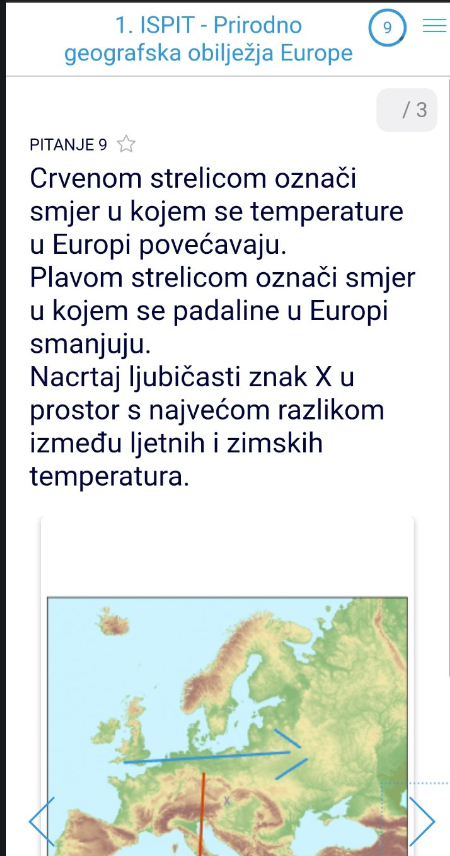 1. ISPIT - Prirodno
geografska obilježja Europe
9
/ 3
PITANJE 9
Crvenom strelicom označi
smjer u kojem se temperature
u Europi povećavaju.
Plavom strelicom označi smjer
u kojem se padaline u Europi
smanjuju.
Nacrtaj ljubičasti znak X u
prostor s najvećom razlikom
između ljetnih i zimskih
temperatura.
X